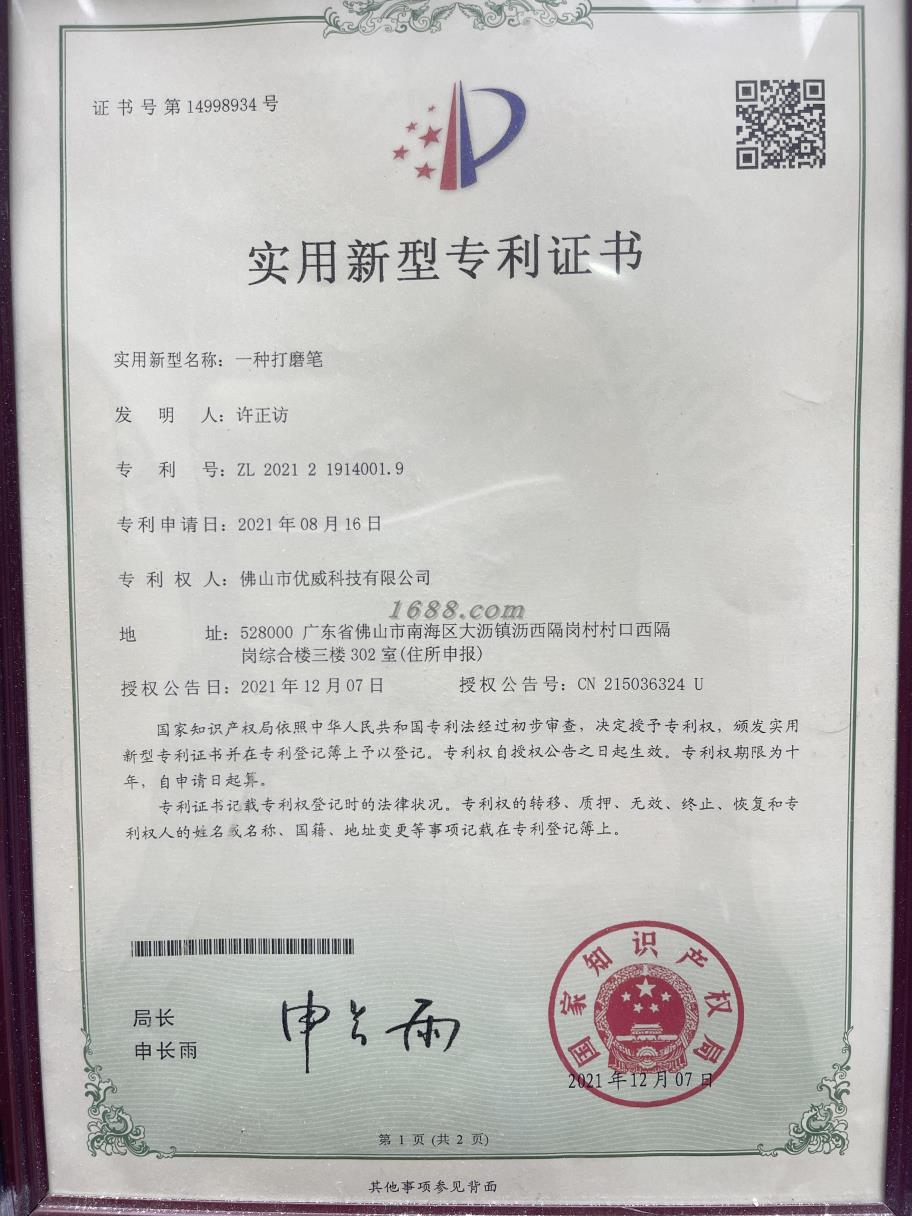 证书号第14998934号
实用新型专利证书
实用新型名称：一种打磨笔
发明人：许正访
专利号：ZL 2021 2 1914001.9
专利申请日：2021年08月16日
专利权人：佛山市优威科技有限公司
1688.com
地址：528000 广东省佛山市南海区大沥镇沥西隔岗村村口西隔
岗综合楼三楼302室(住所申报)
授权公告日：2021年12月07日 授权公告号：CN 215036324 U
国家知识产权局依照中华人民共和国专利法经过初步审查，决定授予专利权，颁发实用
新型专利证书并在专利登记簿上予以登记。专利权自授权公告之日起生效。专利权期限为十
年，自申请日起算。
专利证书记载专利权登记时的法律状况。专利权的转移、质押、无效、终止、恢复和专
利权人的姓名或名称、国籍、地址变更等事项记载在专利登记簿上。
局长
申长雨
申长雨
国家知识产权局
2021年12月07日
第1页(共2页)
其他事项参见背面